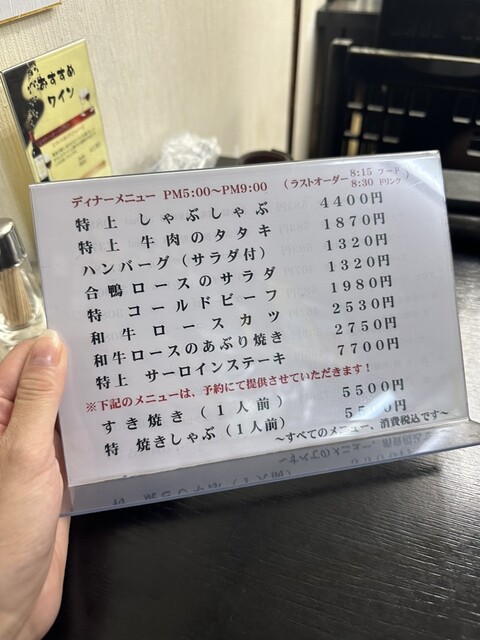 おすすめ
ワイン
ディナーメニュー PM5:00～PM9:00 (ラストオーダー 8:15 フード 8:30 ドリンク)
特上 しゃぶしゃぶ 4400円
特上 牛肉のタタキ 1870円
ハンバーグ(サラダ付) 1320円
合鴨ロースのサラダ 1320円
特 コールドビーフ 1980円
和牛ロースカツ 2530円
和牛ロースのあぶり焼き 2750円
特上 サーロインステーキ 7700円
※下記のメニューは、予約にて提供させていただきます！
すき焼き(1人前) 5500円
特 焼きしゃぶ(1人前)
～すべてのメニュー、消費税込です～